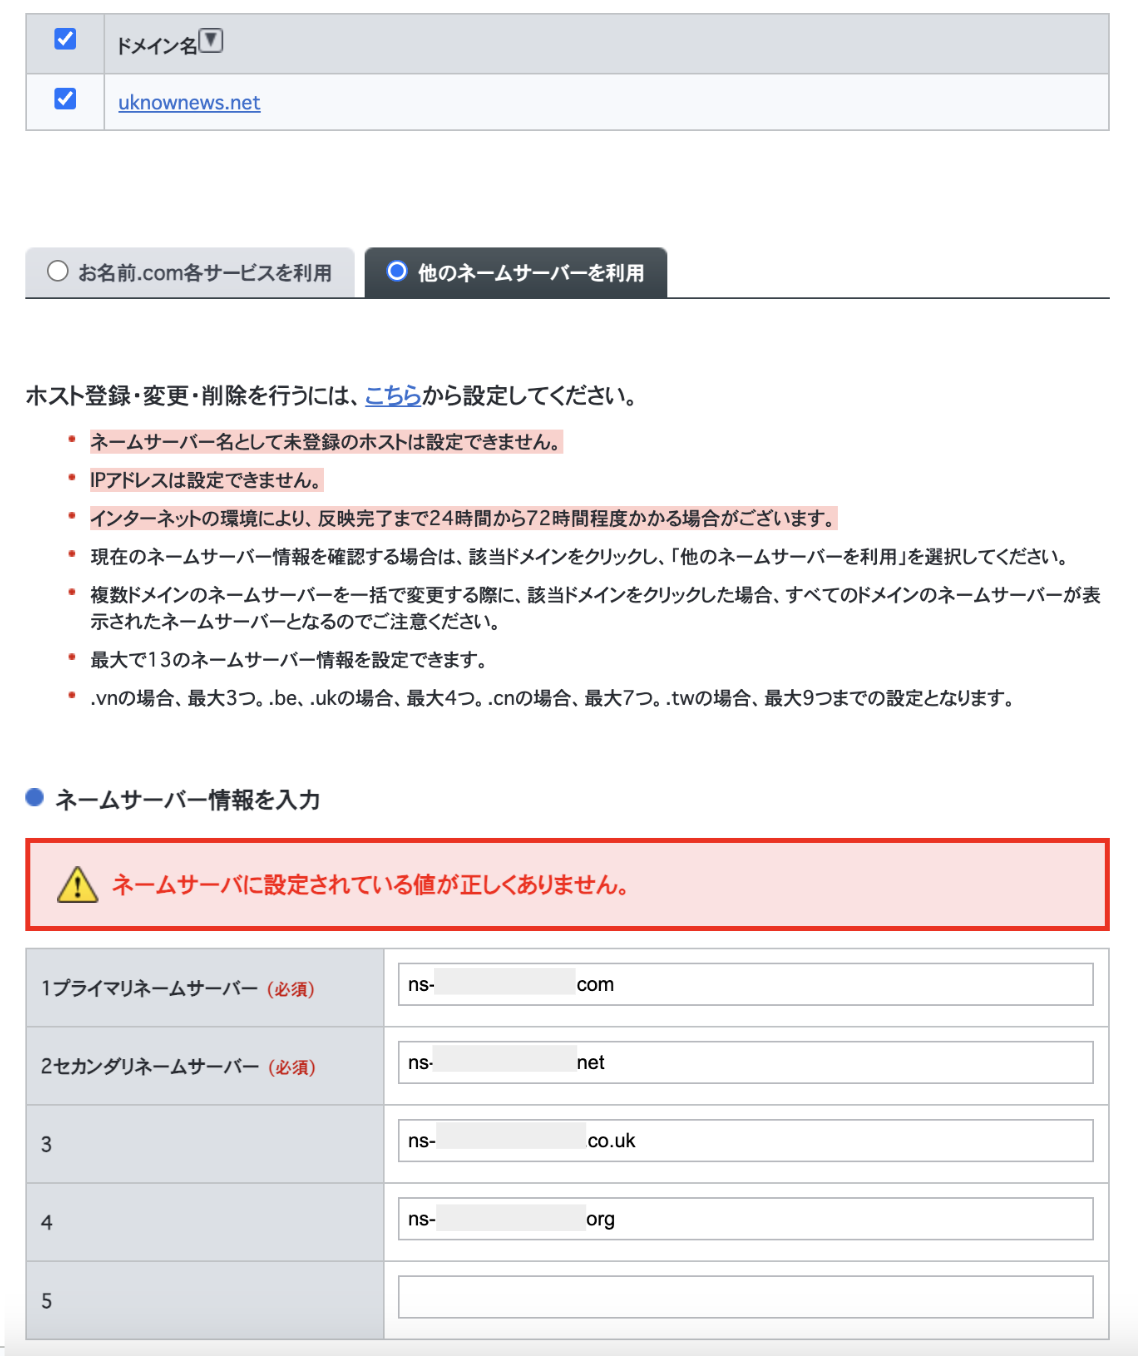 ドメイン名▼
uknownews.net
お名前.com各サービスを利用
他のネームサーバーを利用
ホスト登録・変更・削除を行うには、こちらから設定してください。
ネームサーバー名として未登録のホストは設定できません。
IPアドレスは設定できません。
インターネットの環境により、反映完了まで24時間から72時間程度かかる場合がございます。
現在のネームサーバー情報を確認する場合は、該当ドメインをクリックし、「他のネームサーバーを利用」を選択してください。
複数ドメインのネームサーバーを一括で変更する際に、該当ドメインをクリックした場合、すべてのドメインのネームサーバーが表
示されたネームサーバーとなるのでご注意ください。
最大で13のネームサーバー情報を設定できます。
.vnの場合、最大3つ。.be、.ukの場合、最大4つ。.cnの場合、最大7つ。.twの場合、最大9つまでの設定となります。
ネームサーバー情報を入力
ネームサーバに設定されている値が正しくありません。
1プライマリネームサーバー (必須)
ns- com
2セカンダリネームサーバー (必須)
ns- net
3
ns- co.uk
4
ns- org
5